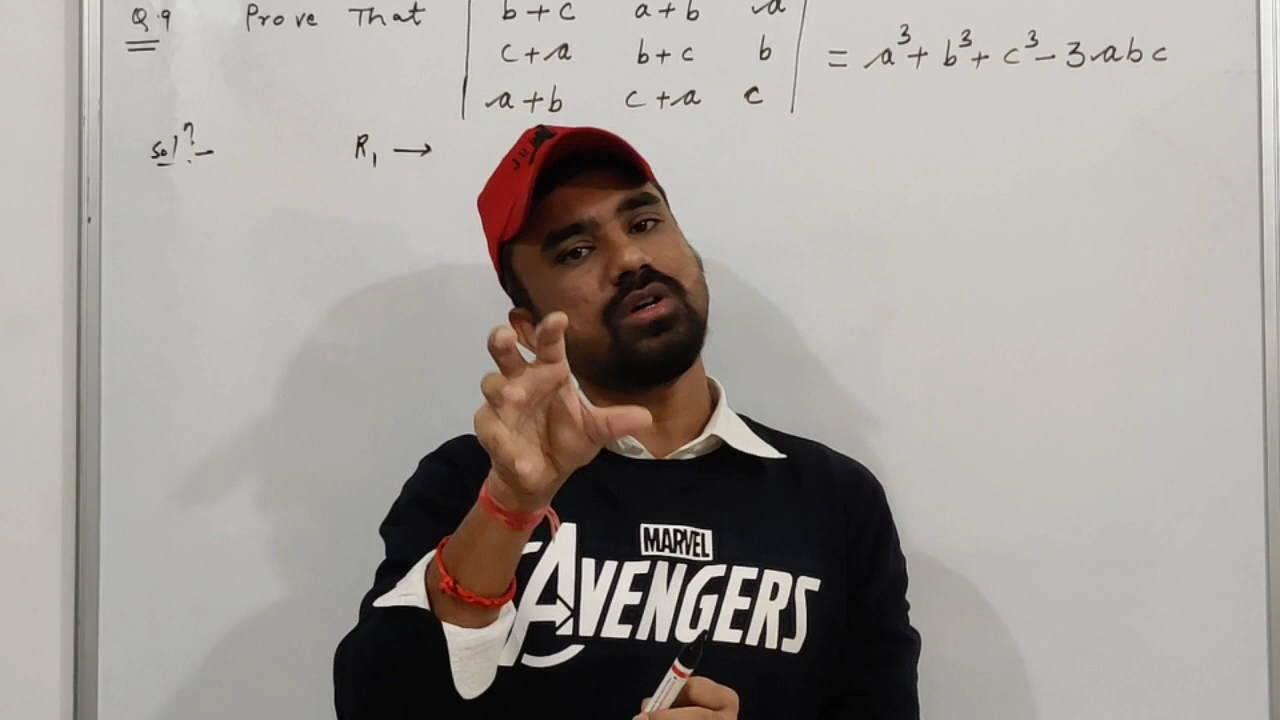 Q.9 Prove That | b+c a+b a |
| c+a b+c b | = a³+b³+c³-3abc
| a+b c+a c |
Sol?- R₁ →
MARVEL
AVENGERS